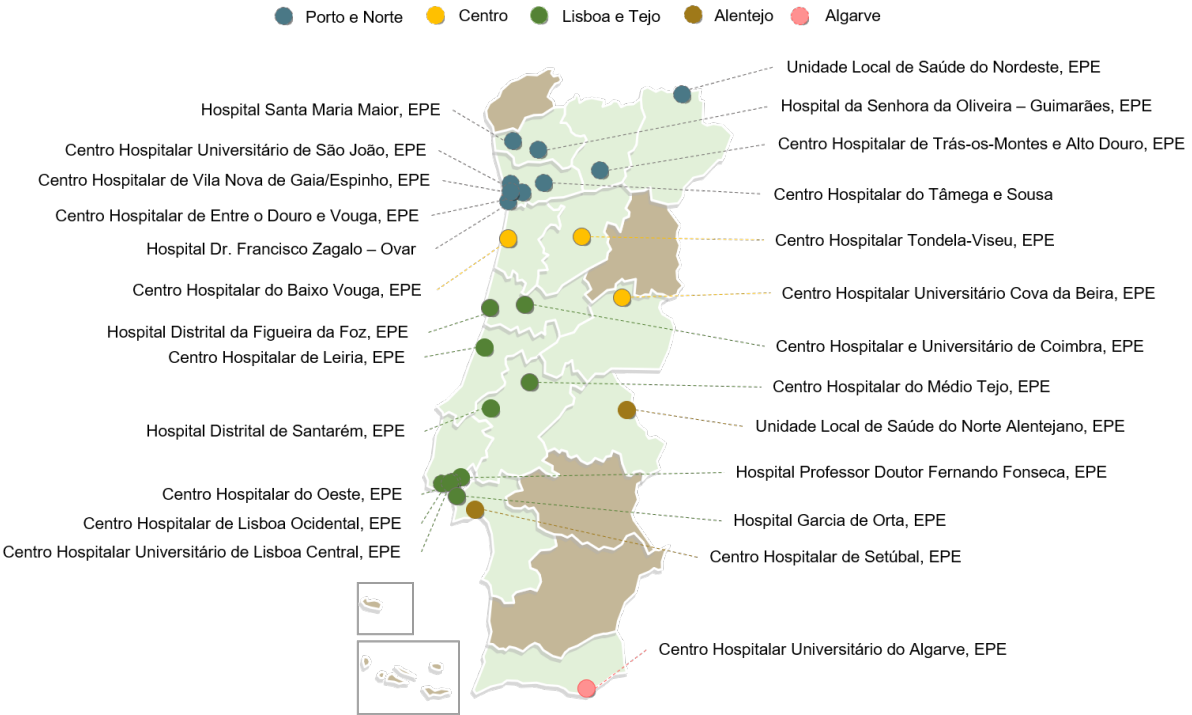 Porto e Norte
Centro
Lisboa e Tejo
Alentejo
Algarve
Unidade Local de Saúde do Nordeste, EPE
Hospital Santa Maria Maior, EPE
Hospital da Senhora da Oliveira – Guimarães, EPE
Centro Hospitalar Universitário de São João, EPE
Centro Hospitalar de Trás-os-Montes e Alto Douro, EPE
Centro Hospitalar de Vila Nova de Gaia/Espinho, EPE
Centro Hospitalar do Tâmega e Sousa
Centro Hospitalar de Entre o Douro e Vouga, EPE
Hospital Dr. Francisco Zagalo – Ovar
Centro Hospitalar Tondela-Viseu, EPE
Centro Hospitalar do Baixo Vouga, EPE
Centro Hospitalar Universitário Cova da Beira, EPE
Hospital Distrital da Figueira da Foz, EPE
Centro Hospitalar e Universitário de Coimbra, EPE
Centro Hospitalar de Leiria, EPE
Centro Hospitalar do Médio Tejo, EPE
Hospital Distrital de Santarém, EPE
Unidade Local de Saúde do Norte Alentejano, EPE
Hospital Professor Doutor Fernando Fonseca, EPE
Centro Hospitalar do Oeste, EPE
Centro Hospitalar de Lisboa Ocidental, EPE
Hospital Garcia de Orta, EPE
Centro Hospitalar Universitário de Lisboa Central, EPE
Centro Hospitalar de Setúbal, EPE
Centro Hospitalar Universitário do Algarve, EPE